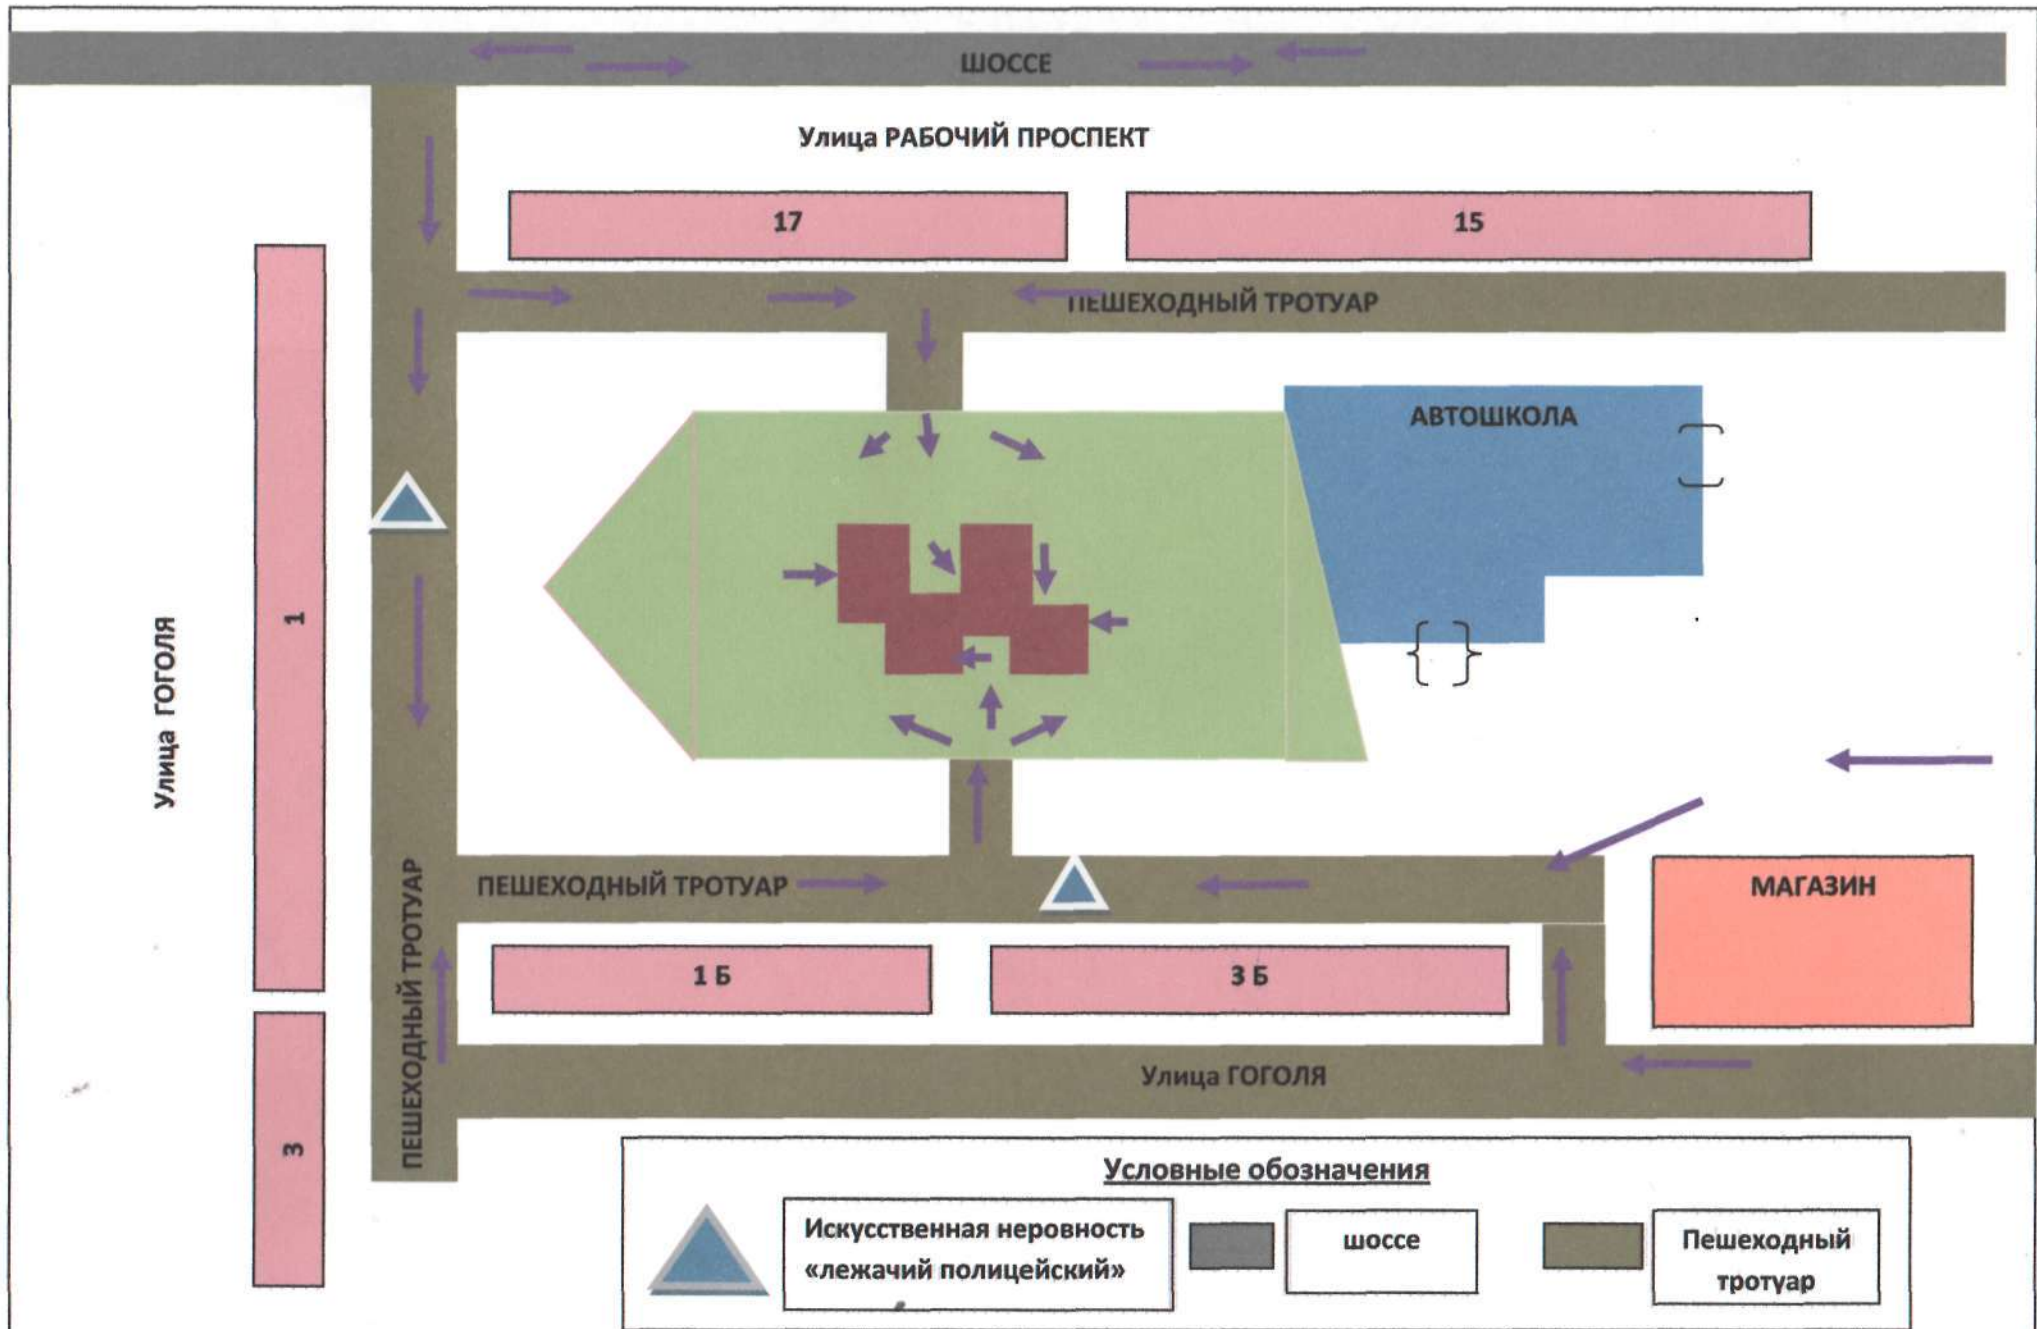 ШОССЕ
Улица РАБОЧИЙ ПРОСПЕКТ
17
15
ПЕШЕХОДНЫЙ ТРОТУАР
АВТОШКОЛА
1
Улица ГОГОЛЯ
ПЕШЕХОДНЫЙ ТРОТУАР
ПЕШЕХОДНЫЙ ТРОТУАР
МАГАЗИН
1 Б
3 Б
Улица ГОГОЛЯ
3
Условные обозначения
Искусственная неровность
«лежачий полицейский»
шоссе
Пешеходный
тротуар